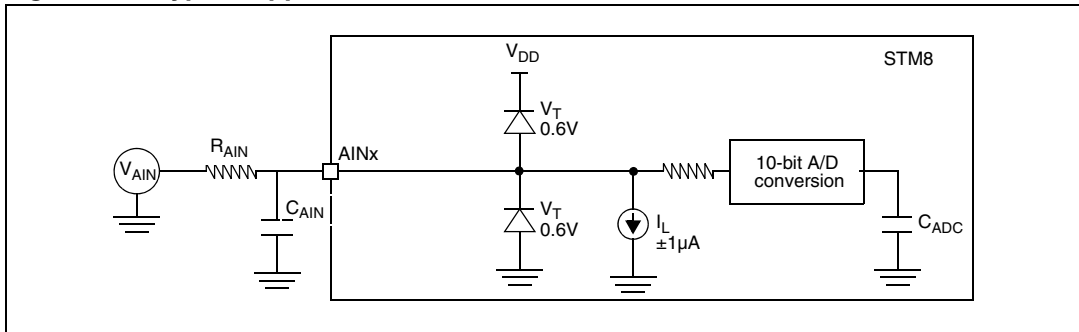 V_DD
STM8
V_T
0.6V
R_AIN
AINx
V_AIN
10-bit A/D
conversion
C_AIN
V_T
0.6V
I_L
±1µA
C_ADC